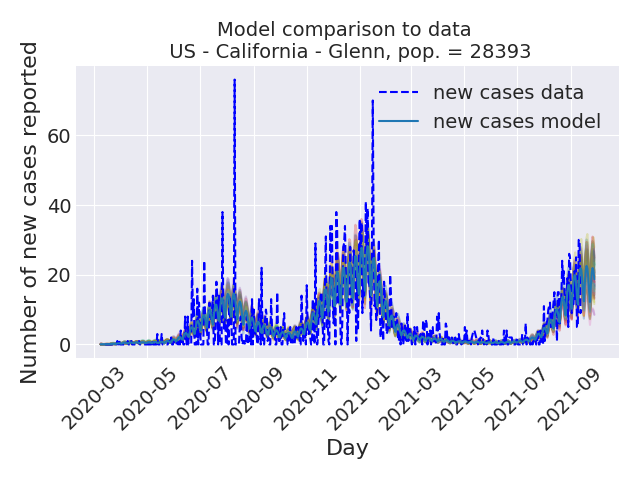 Model comparison to data
US - California - Glenn, pop. = 28393
Number of new cases reported
60
40
20
0
new cases data
new cases model
2020-03
2020-05
2020-07
2020-09
2020-11
2021-01
2021-03
2021-05
2021-07
2021-09
Day